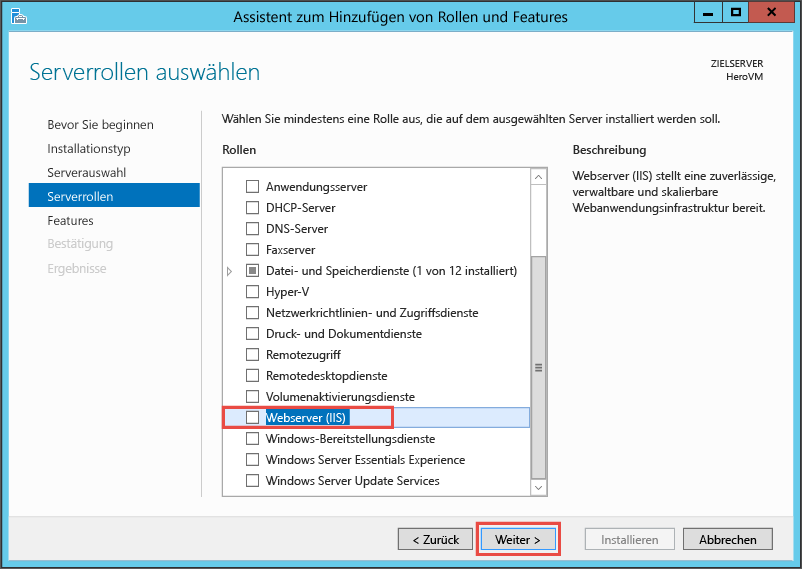 Assistent zum Hinzufügen von Rollen und Features
Serverrollen auswählen
ZIELSERVER
HeroVM
Bevor Sie beginnen
Installationstyp
Serverauswahl
Serverrollen
Features
Bestätigung
Ergebnisse
Wählen Sie mindestens eine Rolle aus, die auf dem ausgewählten Server installiert werden soll.
Rollen
Anwendungsserver
DHCP-Server
DNS-Server
Faxserver
Datei- und Speicherdienste (1 von 12 installiert)
Hyper-V
Netzwerkrichtlinien- und Zugriffsdienste
Druck- und Dokumentdienste
Remotezugriff
Remotedesktopdienste
Volumenaktivierungsdienste
Webserver (IIS)
Windows-Bereitstellungsdienste
Windows Server Essentials Experience
Windows Server Update Services
Beschreibung
Webserver (IIS) stellt eine zuverlässige,
verwaltbare und skalierbare
Webanwendungsinfrastruktur bereit.
< Zurück
Weiter >
Installieren
Abbrechen